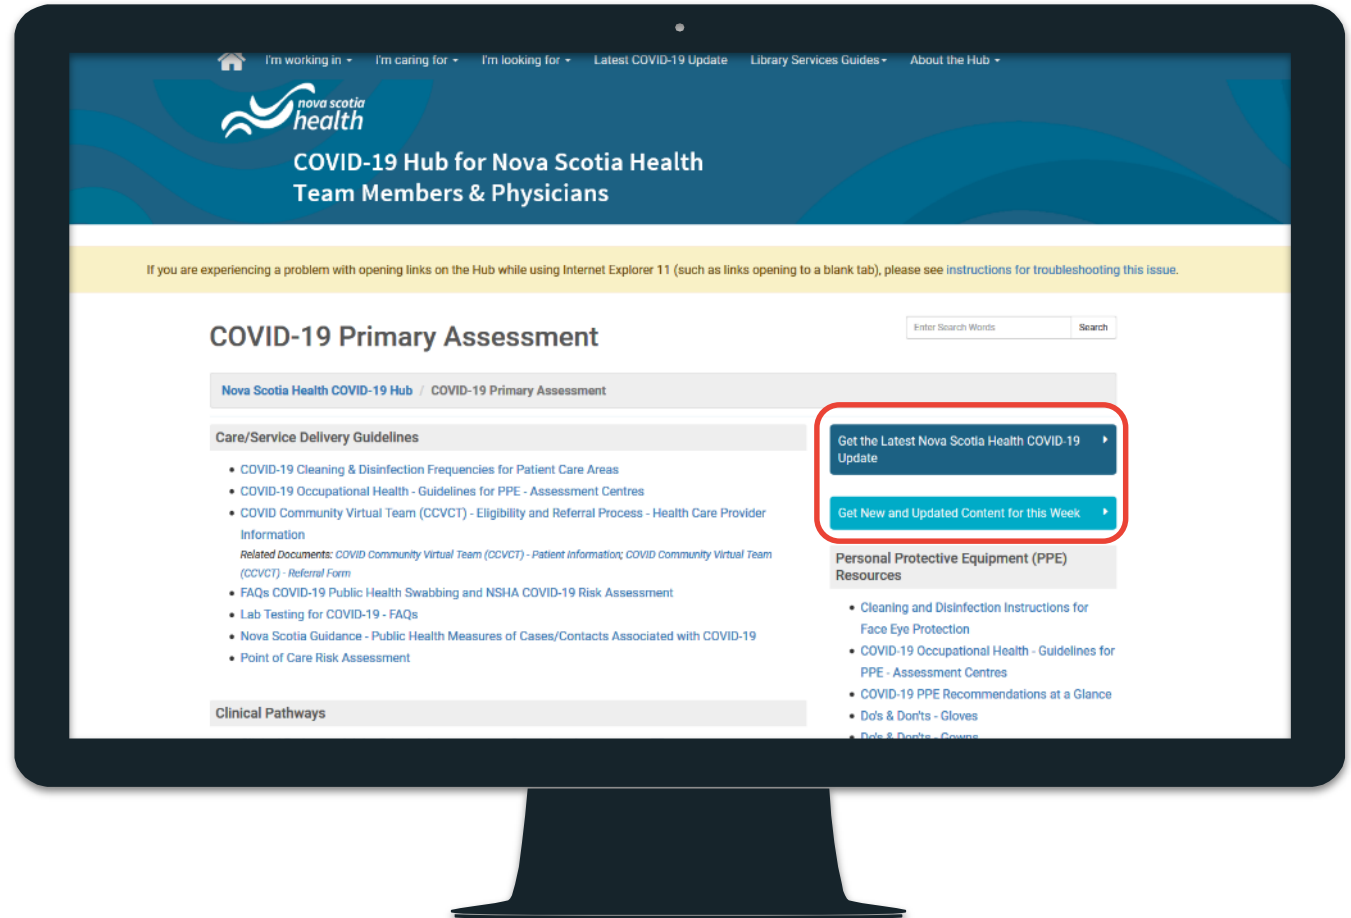 I'm working in
I'm caring for
I'm looking for
Latest COVID-19 Update
Library Services Guides
About the Hub
nova scotia
health
COVID-19 Hub for Nova Scotia Health
Team Members & Physicians
If you are experiencing a problem with opening links on the Hub while using Internet Explorer 11 (such as links opening to a blank tab), please see instructions for troubleshooting this issue.
COVID-19 Primary Assessment
Enter Search Words
Search
Nova Scotia Health COVID-19 Hub / COVID-19 Primary Assessment
Care/Service Delivery Guidelines
COVID-19 Cleaning & Disinfection Frequencies for Patient Care Areas
COVID-19 Occupational Health - Guidelines for PPE - Assessment Centres
COVID Community Virtual Team (CCVCT) - Eligibility and Referral Process - Health Care Provider
Information
Related Documents: COVID Community Virtual Team (CCVCT) - Patient Information; COVID Community Virtual Team
(CCVCT) - Referral Form
FAQs COVID-19 Public Health Swabbing and NSHA COVID-19 Risk Assessment
Lab Testing for COVID-19 - FAQs
Nova Scotia Guidance - Public Health Measures of Cases/Contacts Associated with COVID-19
Point of Care Risk Assessment
Clinical Pathways
Get the Latest Nova Scotia Health COVID-19
Update
Get New and Updated Content for this Week
Personal Protective Equipment (PPE)
Resources
Cleaning and Disinfection Instructions for
Face Eye Protection
COVID-19 Occupational Health - Guidelines for
PPE - Assessment Centres
COVID-19 PPE Recommendations at a Glance
Do's & Don'ts - Gloves
Do's & Don'ts - Gowns